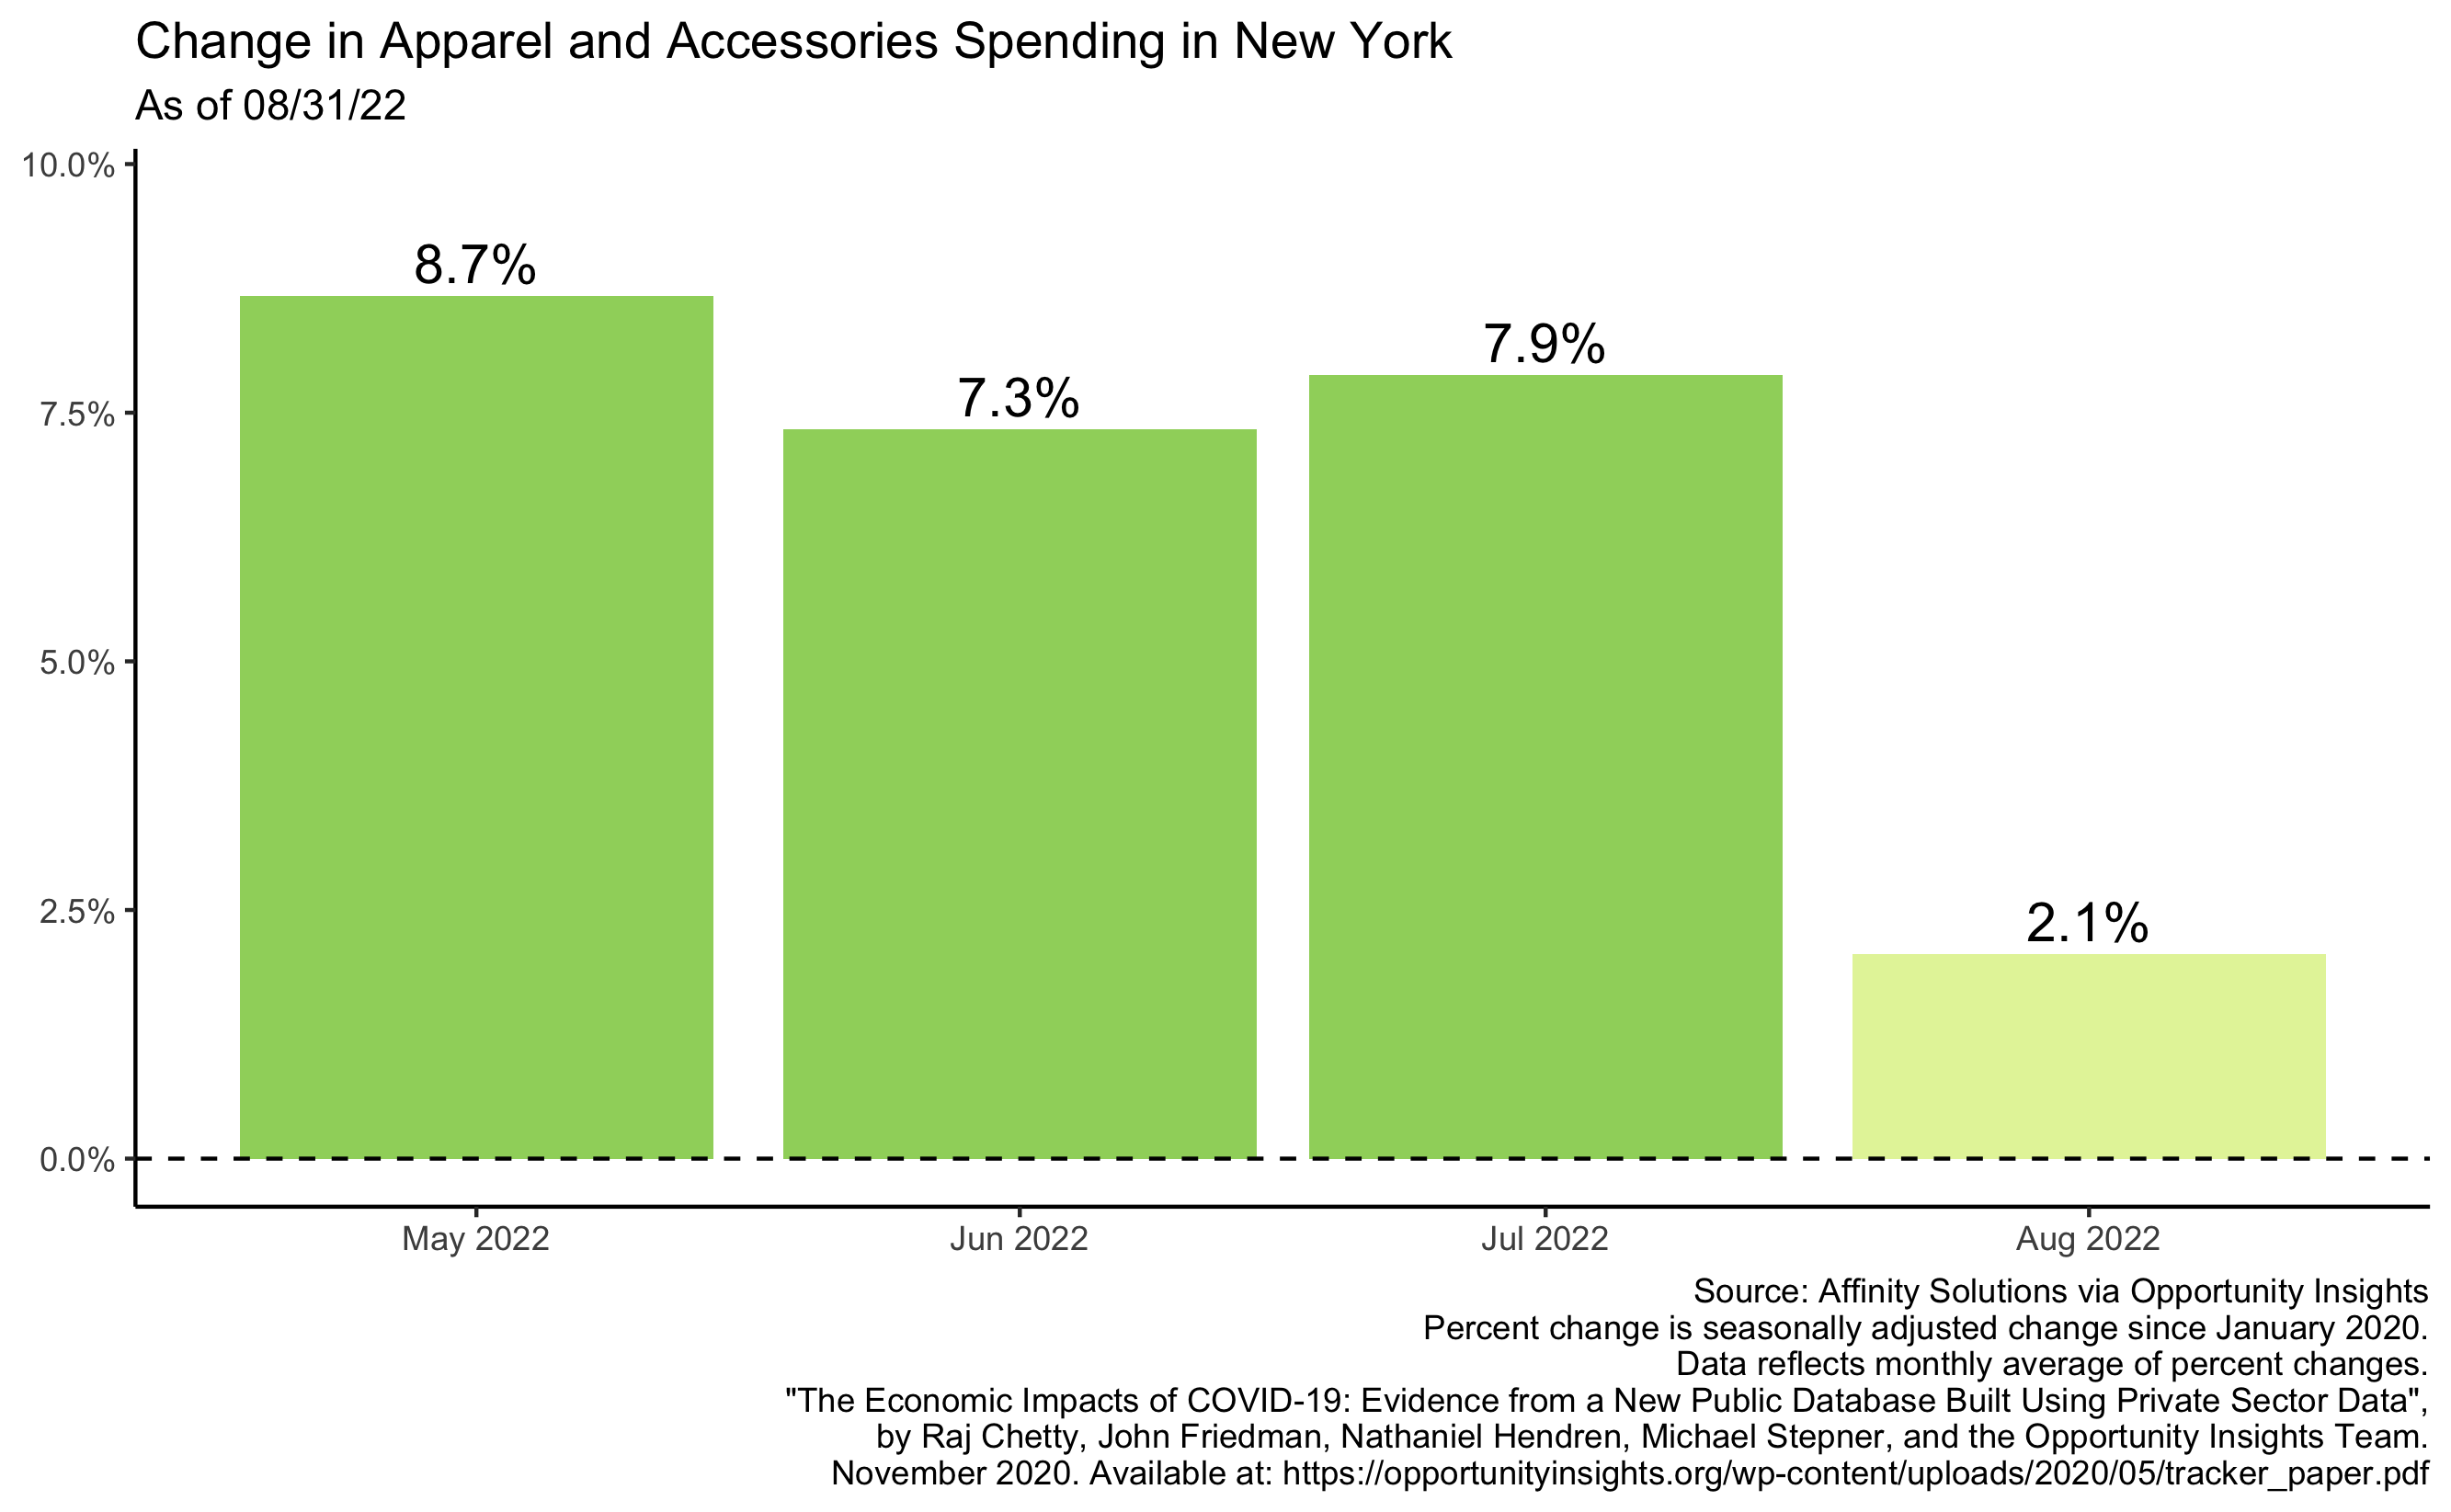 Change in Apparel and Accessories Spending in New York
As of 08/31/22
10.0%
7.5%
5.0%
2.5%
0.0%
8.7%
7.3%
7.9%
2.1%
May 2022
Jun 2022
Jul 2022
Aug 2022
Source: Affinity Solutions via Opportunity Insights
Percent change is seasonally adjusted change since January 2020.
Data reflects monthly average of percent changes.
"The Economic Impacts of COVID-19: Evidence from a New Public Database Built Using Private Sector Data",
by Raj Chetty, John Friedman, Nathaniel Hendren, Michael Stepner, and the Opportunity Insights Team.
November 2020. Available at: https://opportunityinsights.org/wp-content/uploads/2020/05/tracker_paper.pdf